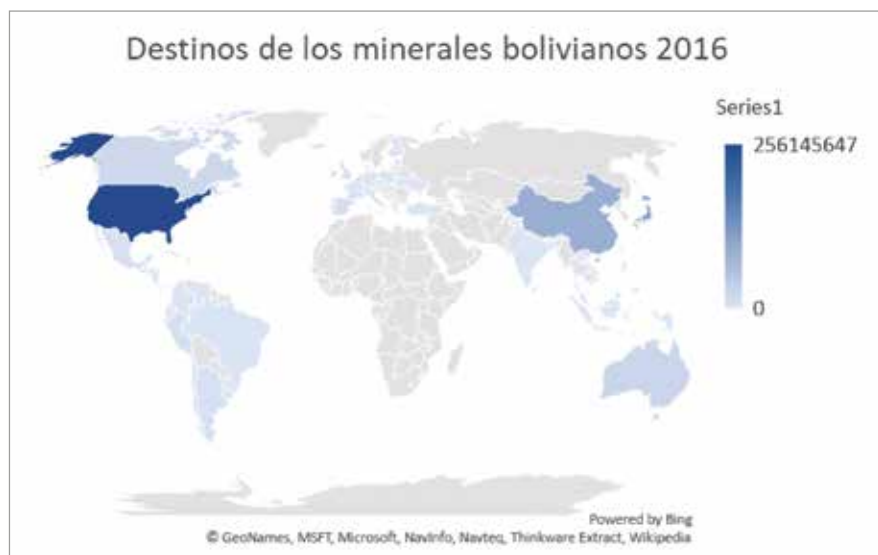 Destinos de los minerales bolivianos 2016
Series1
256145647
0
Powered by Bing
© GeoNames, MSFT, Microsoft, NavInfo, Navteq, Thinkware Extract, Wikipedia